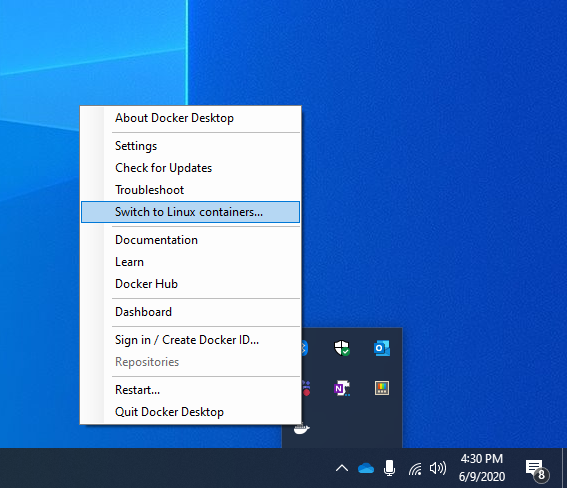 About Docker Desktop
Settings
Check for Updates
Troubleshoot
Switch to Linux containers...
Documentation
Learn
Docker Hub
Dashboard
Sign in / Create Docker ID...
Repositories
Restart...
Quit Docker Desktop
N
4:30 PM
6/9/2020
8